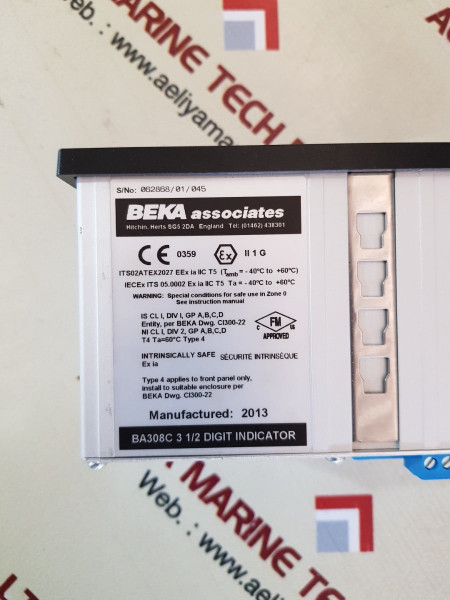 S/No: 062868/01/045
BEKA associates
Hitchin, Herts SG5 2DA England Tel: (01462) 438301
CE 0359 Ex II 1 G
ITS02ATEX2027 EEx ia IIC T5 (Tamb = - 40°C to +60°C)
IECEx ITS 05.0002 Ex ia IIC T5 Ta = - 40°C to +60°C
WARNING: Special conditions for safe use in Zone 0
See instruction manual
IS CL I, DIV I, GP A,B,C,D
Entity, per BEKA Dwg. CI300-22
NI CL I, DIV 2, GP A,B,C,D
T4 Ta=60°C Type 4
C FM US
APPROVED
INTRINSICALLY SAFE SÉCURITÉ INTRINSÈQUE
Ex ia
Type 4 applies to front panel only,
install to suitable enclosure per
BEKA Dwg. CI300-22
Manufactured: 2013
BA308C 3 1/2 DIGIT INDICATOR
MARINE TECH
www.aeliyama
MARINE TECH
Web. : www.aeliyamarine